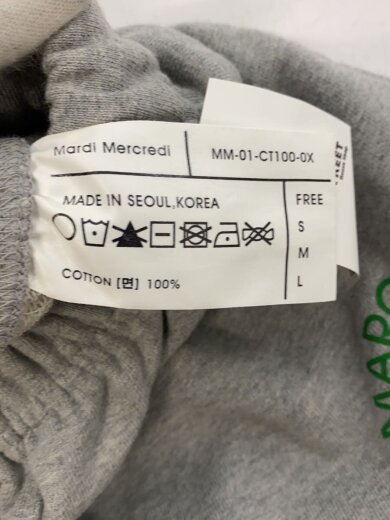 Mardi Mercredi
MM-01-CT100-0X
MADE IN SEOUL,KOREA
COTTON [면] 100%
FREE
S
M
L